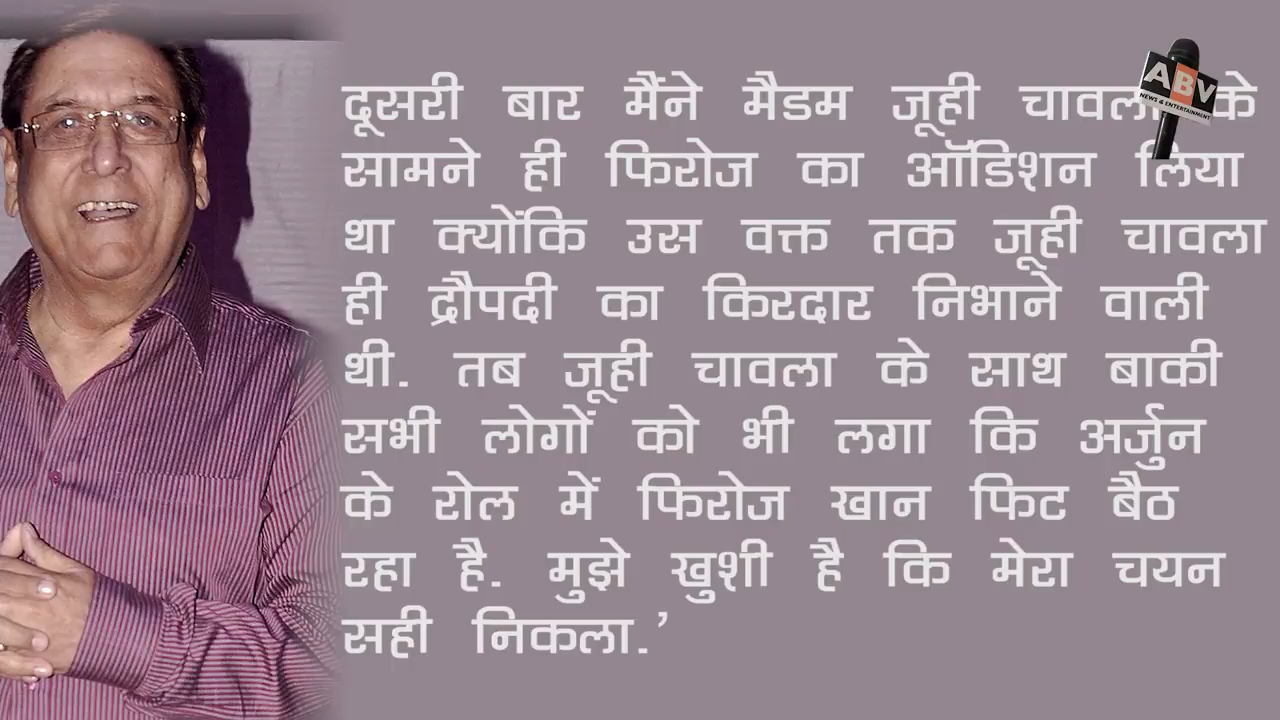 दूसरी बार मैंने मैडम जूही चावला के
सामने ही फिरोज का ऑडिशन लिया
था क्योंकि उस वक्त तक जूही चावला
ही द्रौपदी का किरदार निभाने वाली
थी. तब जूही चावला के साथ बाकी
सभी लोगों को भी लगा कि अर्जुन
के रोल में फिरोज खान फिट बैठ
रहा है. मुझे खुशी है कि मेरा चयन
सही निकला.’
ABV
NEWS & ENTERTAINMENT